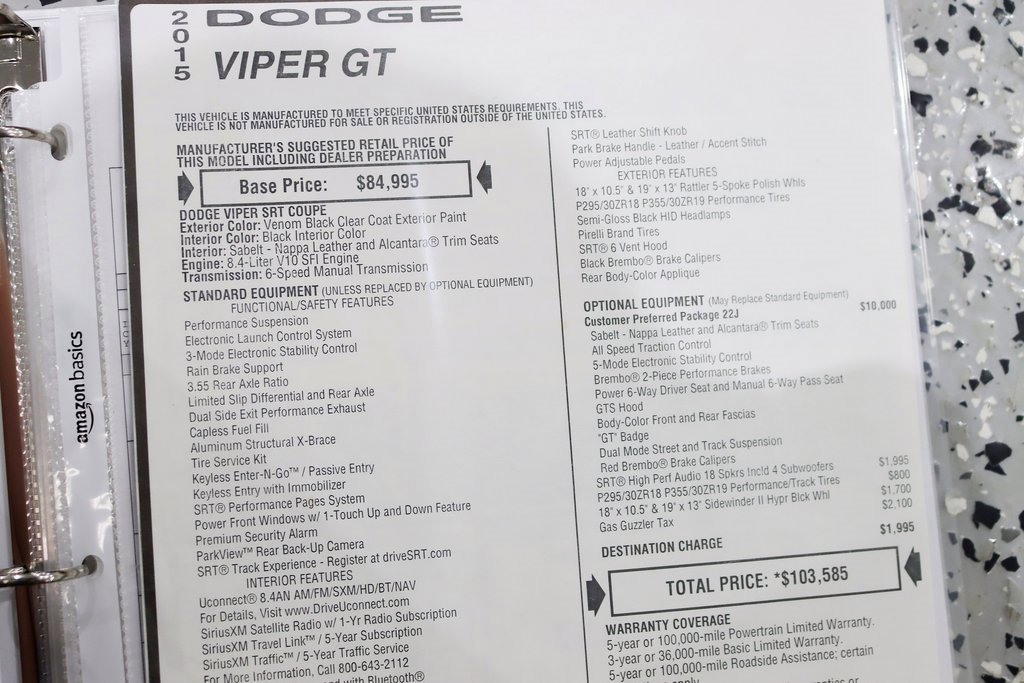 2015 DODGE
VIPER GT
THIS VEHICLE IS MANUFACTURED TO MEET SPECIFIC UNITED STATES REQUIREMENTS. THIS
VEHICLE IS NOT MANUFACTURED FOR SALE OR REGISTRATION OUTSIDE OF THE UNITED STATES.
MANUFACTURER'S SUGGESTED RETAIL PRICE OF
THIS MODEL INCLUDING DEALER PREPARATION
Base Price: $84,995
DODGE VIPER SRT COUPE
Exterior Color: Venom Black Clear Coat Exterior Paint
Interior Color: Black Interior Color
Interior: Sabelt - Nappa Leather and Alcantara® Trim Seats
Engine: 8.4-Liter V10 SFI Engine
Transmission: 6-Speed Manual Transmission
STANDARD EQUIPMENT (UNLESS REPLACED BY OPTIONAL EQUIPMENT)
FUNCTIONAL/SAFETY FEATURES
Performance Suspension
Electronic Launch Control System
3-Mode Electronic Stability Control
Rain Brake Support
3.55 Rear Axle Ratio
Limited Slip Differential and Rear Axle
Dual Side Exit Performance Exhaust
Capless Fuel Fill
Aluminum Structural X-Brace
Tire Service Kit
Keyless Enter-N-Go™ / Passive Entry
Keyless Entry with Immobilizer
SRT® Performance Pages System
Power Front Windows w/ 1-Touch Up and Down Feature
Premium Security Alarm
ParkView™ Rear Back-Up Camera
SRT® Track Experience - Register at driveSRT.com
INTERIOR FEATURES
Uconnect® 8.4AN AM/FM/SXM/HD/BT/NAV
For Details, Visit www.DriveUconnect.com
SiriusXM Satellite Radio w/ 1-Yr Radio Subscription
SiriusXM Travel Link™ / 5-Year Subscription
SiriusXM Traffic™ / 5-Year Traffic Service
For More Information, Call 800-643-2112
with Bluetooth®
SRT® Leather Shift Knob
Park Brake Handle - Leather / Accent Stitch
Power Adjustable Pedals
EXTERIOR FEATURES
18" x 10.5" & 19" x 13" Rattler 5-Spoke Polish Whls
P295/30ZR18 P355/30ZR19 Performance Tires
Semi-Gloss Black HID Headlamps
Pirelli Brand Tires
SRT® 6 Vent Hood
Black Brembo® Brake Calipers
Rear Body-Color Applique
OPTIONAL EQUIPMENT (May Replace Standard Equipment)
Customer Preferred Package 22J $10,000
Sabelt - Nappa Leather and Alcantara® Trim Seats
All Speed Traction Control
5-Mode Electronic Stability Control
Brembo® 2-Piece Performance Brakes
Power 6-Way Driver Seat and Manual 6-Way Pass Seat
GTS Hood
Body-Color Front and Rear Fascias
"GT" Badge
Dual Mode Street and Track Suspension
Red Brembo® Brake Calipers
SRT® High Perf Audio 18 Spkrs Incld 4 Subwoofers $1,995
P295/30ZR18 P355/30ZR19 Performance/Track Tires $800
18" x 10.5" & 19" x 13" Sidewinder II Hypr Blck Whl $1,700
Gas Guzzler Tax $2,100
DESTINATION CHARGE $1,995
TOTAL PRICE: *$103,585
WARRANTY COVERAGE
5-year or 100,000-mile Powertrain Limited Warranty.
3-year or 36,000-mile Basic Limited Warranty.
5-year or 100,000-mile Roadside Assistance; certain
amazon basics